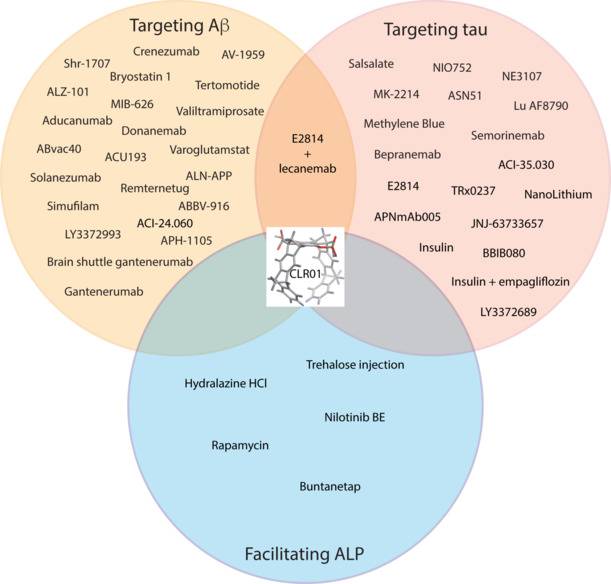 Targeting Aβ
Crenezumab
AV-1959
Shr-1707
Bryostatin 1
Tertomotide
ALZ-101
MIB-626
Valiltramiprosate
Aducanumab
Donanemab
ABvac40
ACU193
Varoglutamstat
Solanezumab
ALN-APP
Remternetug
Simufilam
ABBV-916
ACI-24.060
LY3372993
APH-1105
Brain shuttle gantenerumab
Gantenerumab
E2814
+
lecanemab
Targeting tau
Salsalate
NIO752
NE3107
MK-2214
ASN51
Lu AF8790
Methylene Blue
Semorinemab
Bepranemab
ACI-35.030
E2814
TRx0237
NanoLithium
APNmAb005
JNJ-63733657
Insulin
BBIB080
Insulin + empagliflozin
LY3372689
CLR01
Trehalose injection
Hydralazine HCl
Nilotinib BE
Rapamycin
Buntanetap
Facilitating ALP